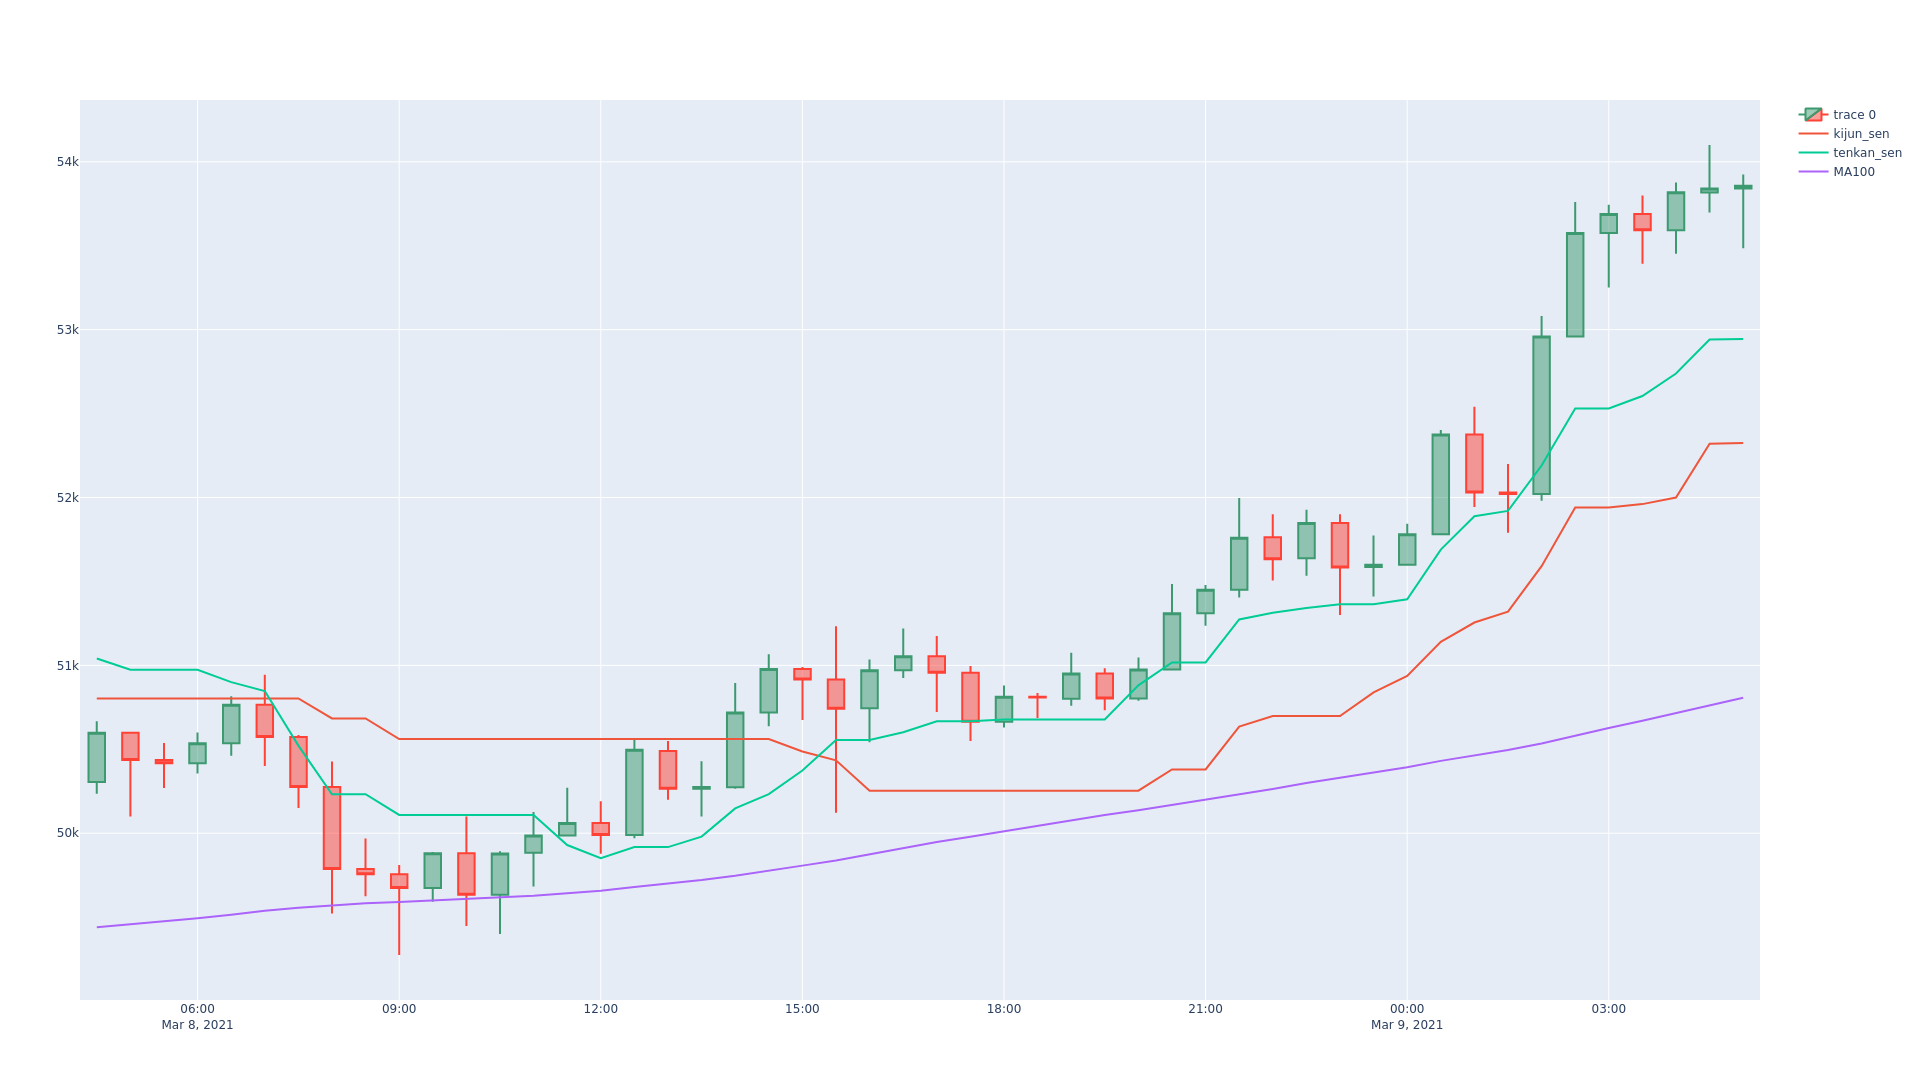 54k
53k
52k
51k
50k
06:00
Mar 8, 2021
09:00
12:00
15:00
18:00
21:00
00:00
Mar 9, 2021
03:00
trace 0
kijun_sen
tenkan_sen
MA100